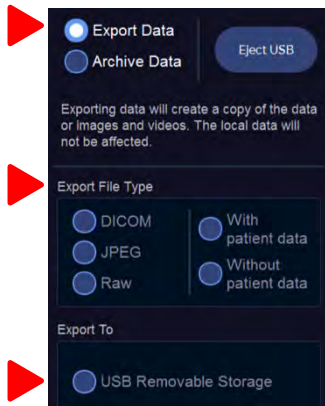 Export Data
Archive Data
Eject USB
Exporting data will create a copy of the data
or images and videos. The local data will
not be affected.
Export File Type
DICOM
JPEG
Raw
With
patient data
Without
patient data
Export To
USB Removable Storage